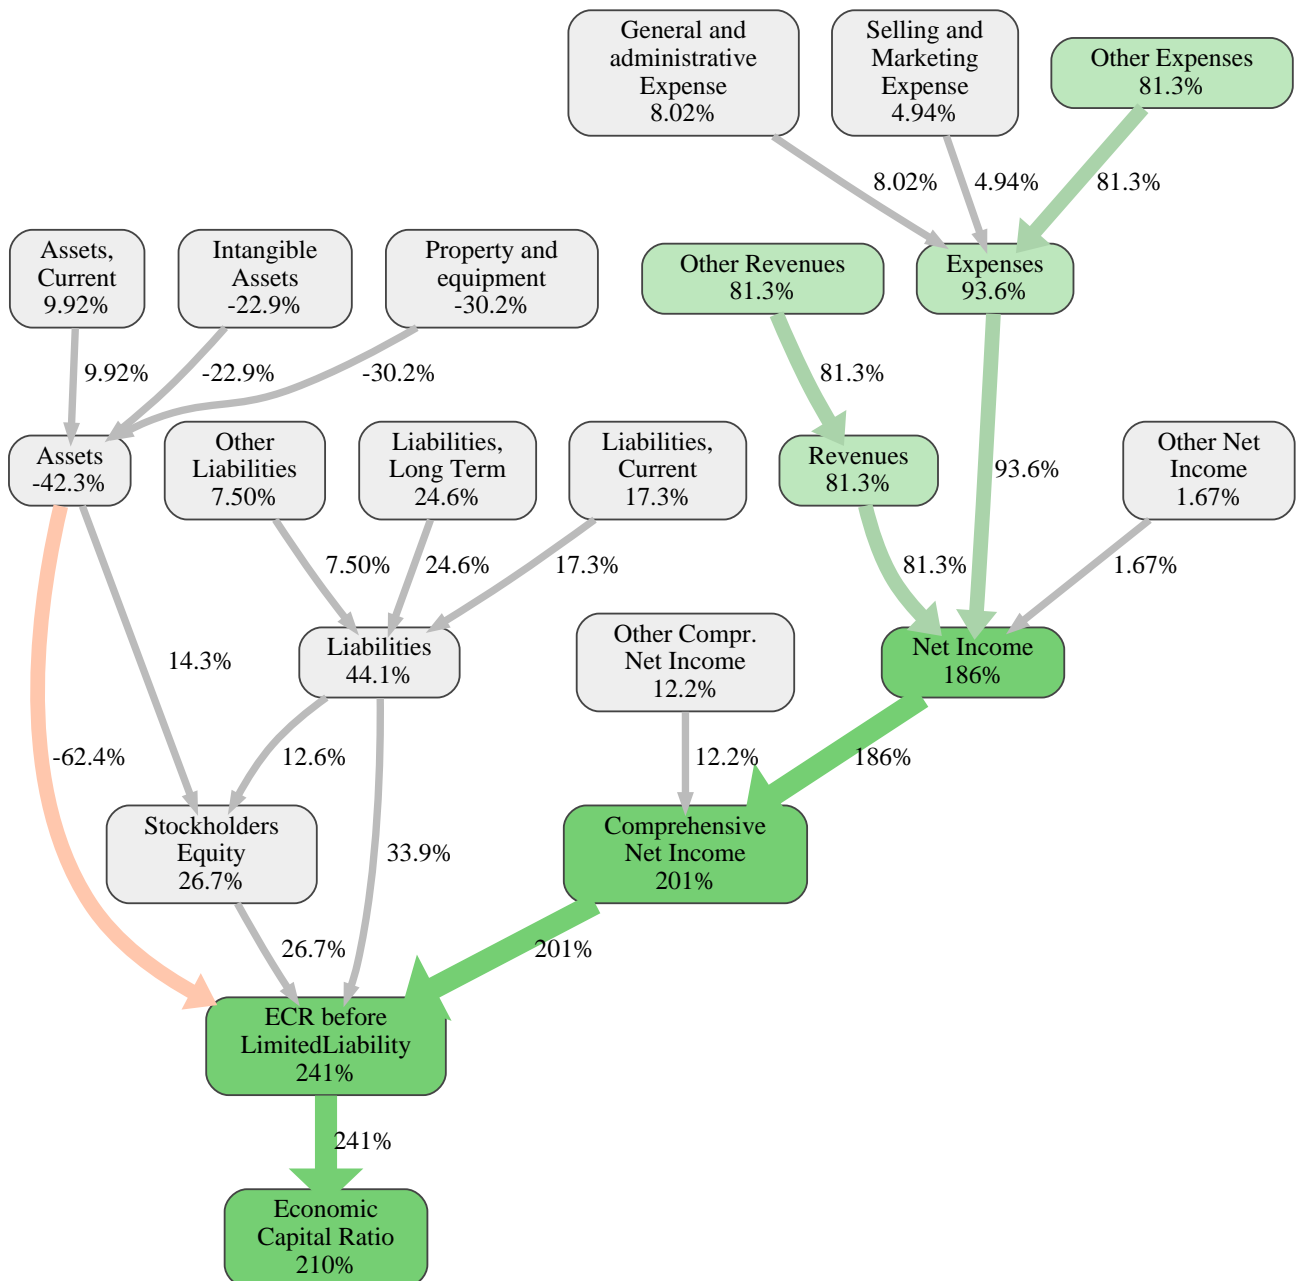 General and
administrative
Expense
8.02%
Selling and
Marketing
Expense
4.94%
Other Expenses
81.3%
8.02%
4.94%
81.3%
Assets,
Current
9.92%
Intangible
Assets
-22.9%
Property and
equipment
-30.2%
Other Revenues
81.3%
Expenses
93.6%
9.92%
-22.9%
-30.2%
81.3%
Assets
-42.3%
Other
Liabilities
7.50%
Liabilities,
Long Term
24.6%
Liabilities,
Current
17.3%
Revenues
81.3%
93.6%
Other Net
Income
1.67%
7.50%
24.6%
17.3%
81.3%
1.67%
14.3%
Liabilities
44.1%
Other Compr.
Net Income
12.2%
Net Income
186%
-62.4%
12.6%
12.2%
186%
Stockholders
Equity
26.7%
33.9%
Comprehensive
Net Income
201%
26.7%
201%
ECR before
LimitedLiability
241%
241%
Economic
Capital Ratio
210%